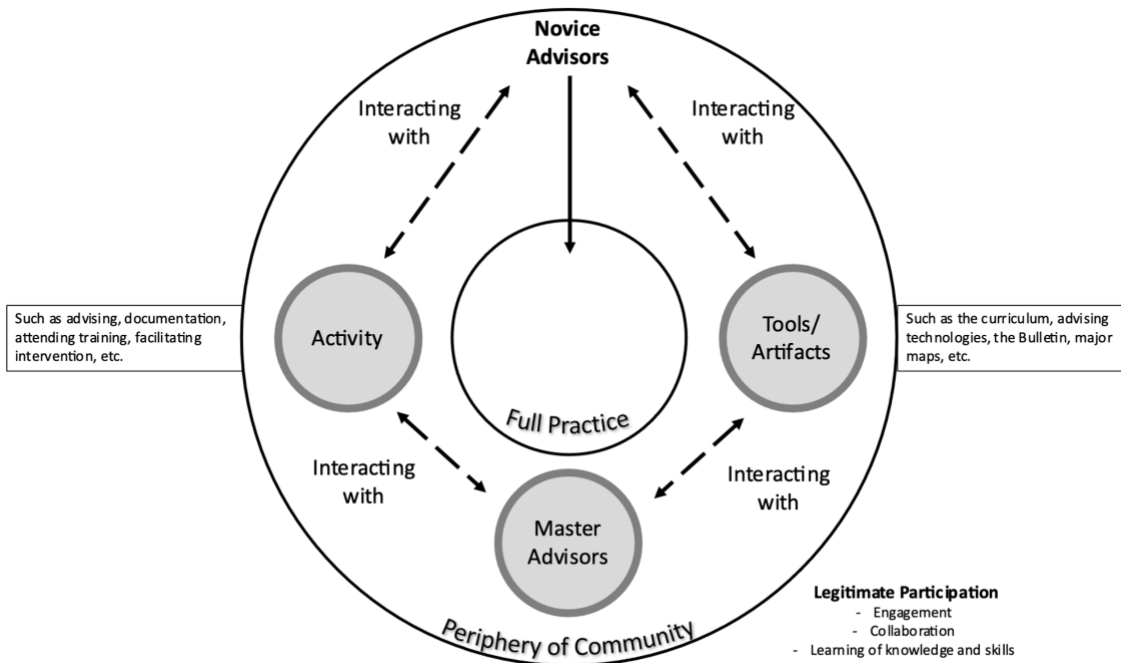 Novice
Advisors
Interacting
with
Interacting
with
Such as advising, documentation,
attending training, facilitating
intervention, etc.
Activity
Tools/
Artifacts
Such as the curriculum, advising
technologies, the Bulletin, major
maps, etc.
Full Practice
Interacting
with
Interacting
with
Master
Advisors
Periphery of Community
Legitimate Participation
- Engagement
- Collaboration
- Learning of knowledge and skills